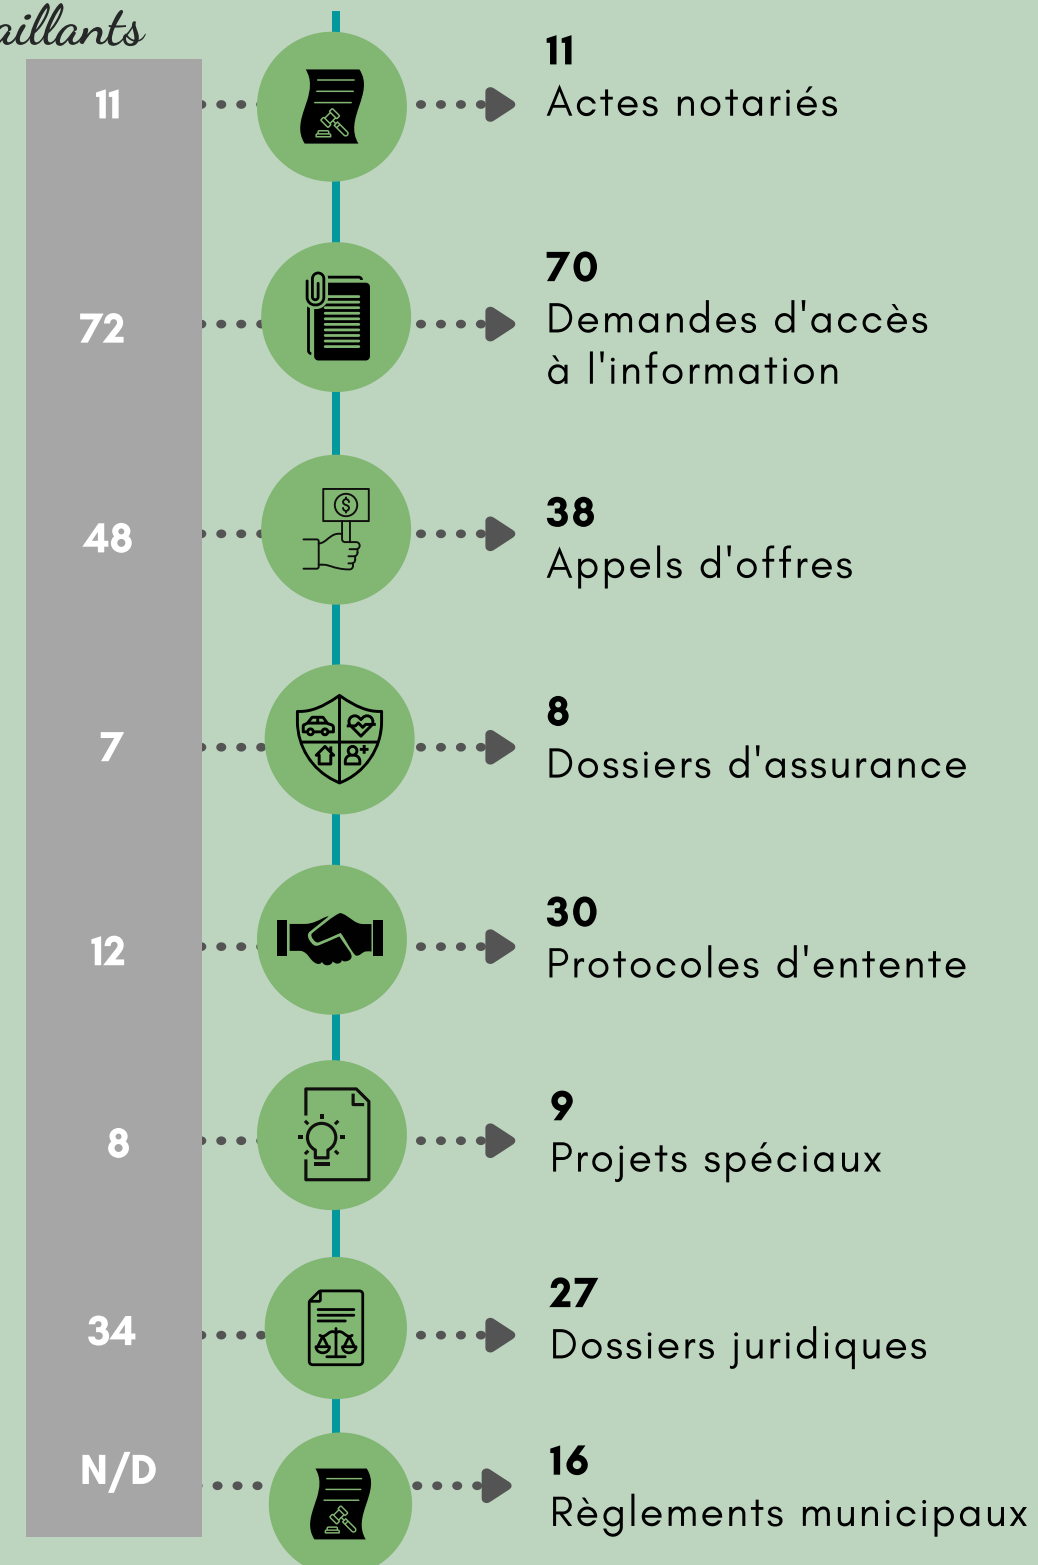 11
11
Actes notariés
72
70
Demandes d'accès
à l'information
48
38
Appels d'offres
7
8
Dossiers d'assurance
12
30
Protocoles d'entente
8
9
Projets spéciaux
34
27
Dossiers juridiques
N/D
16
Règlements municipaux